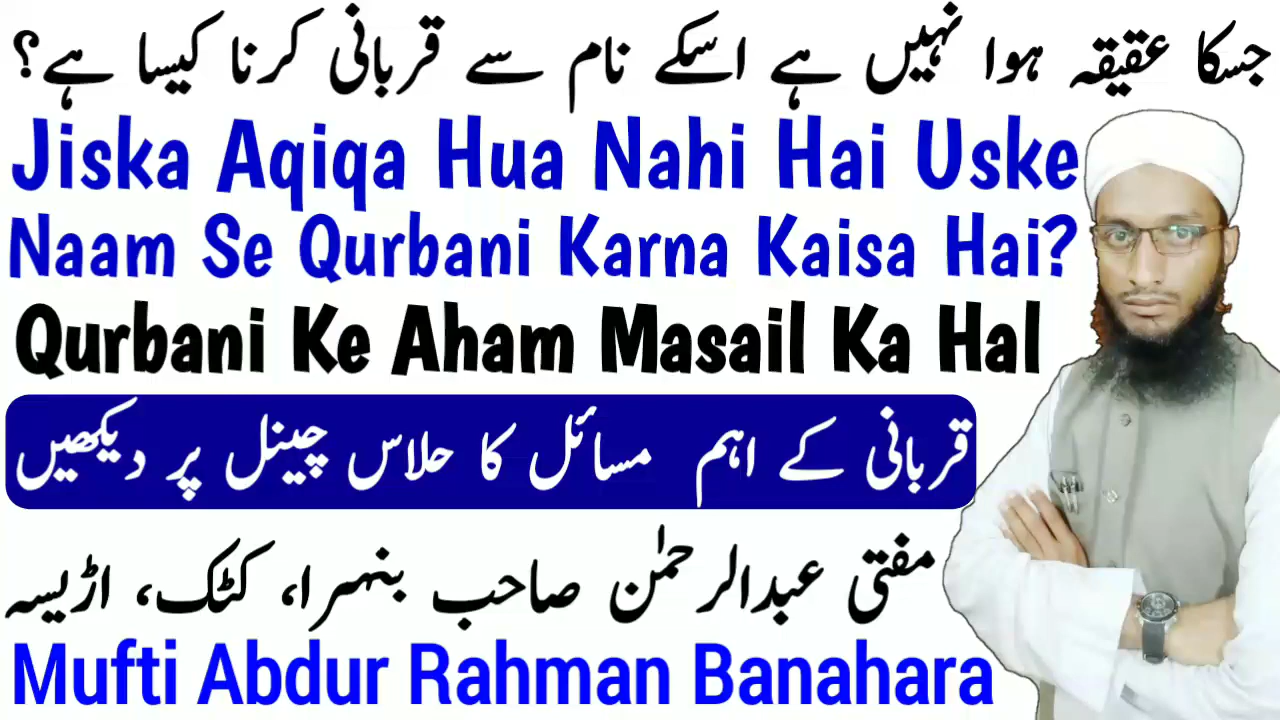 جسکا عقیقہ ہوا نہیں ہے اسکے نام سے قربانی کرنا کیسا ہے؟
Jiska Aqiqa Hua Nahi Hai Uske
Naam Se Qurbani Karna Kaisa Hai?
Qurbani Ke Aham Masail Ka Hal
قربانی کے اہم مسائل کا حلاس چینل پر دیکھیں
مفتی عبدالرحمٰن صاحب بنہرا، کٹک، اڑیسہ
Mufti Abdur Rahman Banahara